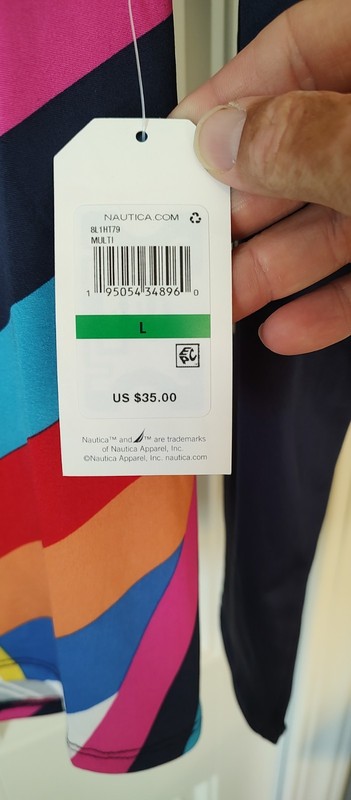 NAUTICA.COM
8L1HT79
MULTI
1 95054 34896 0
L
EPC
US $35.00
Nautica™ and ™ are trademarks
of Nautica Apparel, Inc.
©Nautica Apparel, Inc. nautica.com